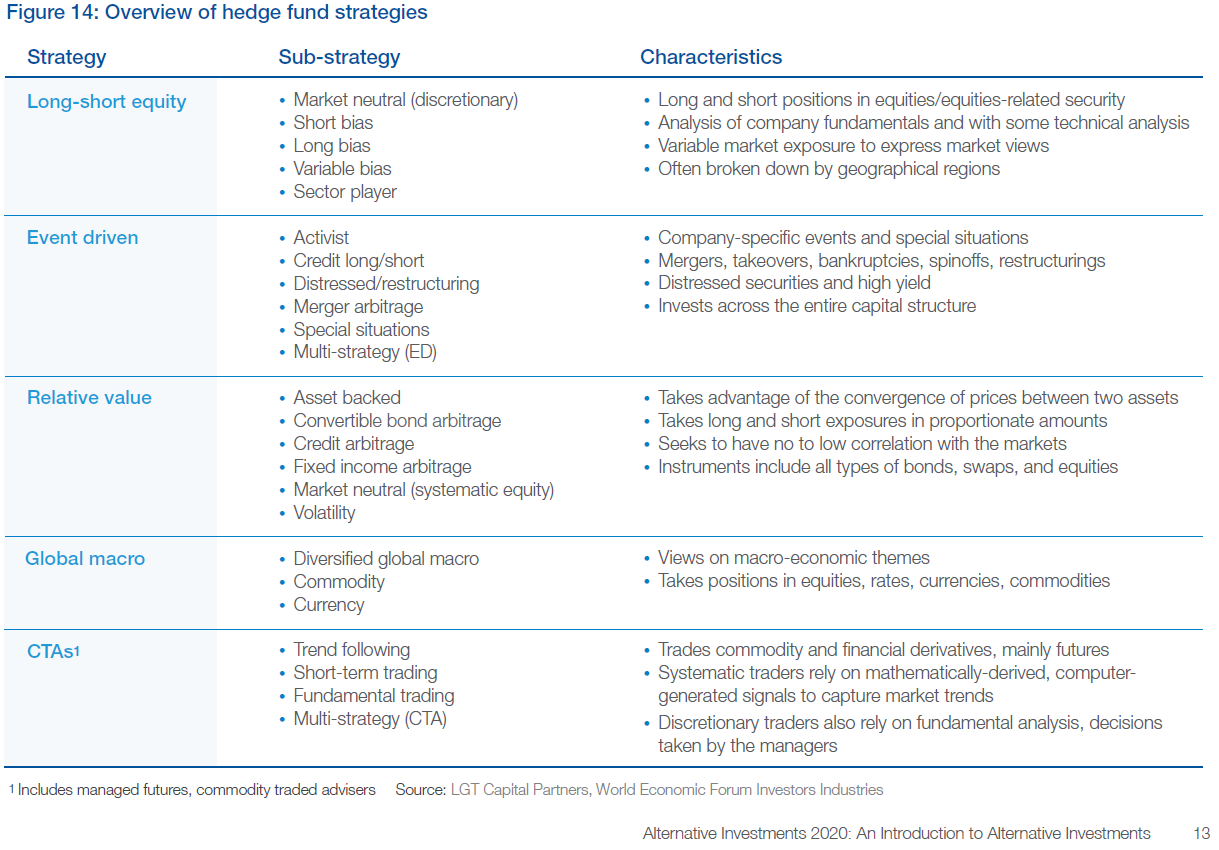 Figure 14: Overview of hedge fund strategies
Strategy Sub-strategy Characteristics
Long-short equity
• Market neutral (discretionary)
• Short bias
• Long bias
• Variable bias
• Sector player
• Long and short positions in equities/equities-related security
• Analysis of company fundamentals and with some technical analysis
• Variable market exposure to express market views
• Often broken down by geographical regions
Event driven
• Activist
• Credit long/short
• Distressed/restructuring
• Merger arbitrage
• Special situations
• Multi-strategy (ED)
• Company-specific events and special situations
• Mergers, takeovers, bankruptcies, spinoffs, restructurings
• Distressed securities and high yield
• Invests across the entire capital structure
Relative value
• Asset backed
• Convertible bond arbitrage
• Credit arbitrage
• Fixed income arbitrage
• Market neutral (systematic equity)
• Volatility
• Takes advantage of the convergence of prices between two assets
• Takes long and short exposures in proportionate amounts
• Seeks to have no to low correlation with the markets
• Instruments include all types of bonds, swaps, and equities
Global macro
• Diversified global macro
• Commodity
• Currency
• Views on macro-economic themes
• Takes positions in equities, rates, currencies, commodities
CTAs¹
• Trend following
• Short-term trading
• Fundamental trading
• Multi-strategy (CTA)
• Trades commodity and financial derivatives, mainly futures
• Systematic traders rely on mathematically-derived, computer-
generated signals to capture market trends
• Discretionary traders also rely on fundamental analysis, decisions
taken by the managers
¹ Includes managed futures, commodity traded advisers Source: LGT Capital Partners, World Economic Forum Investors Industries
Alternative Investments 2020: An Introduction to Alternative Investments 13